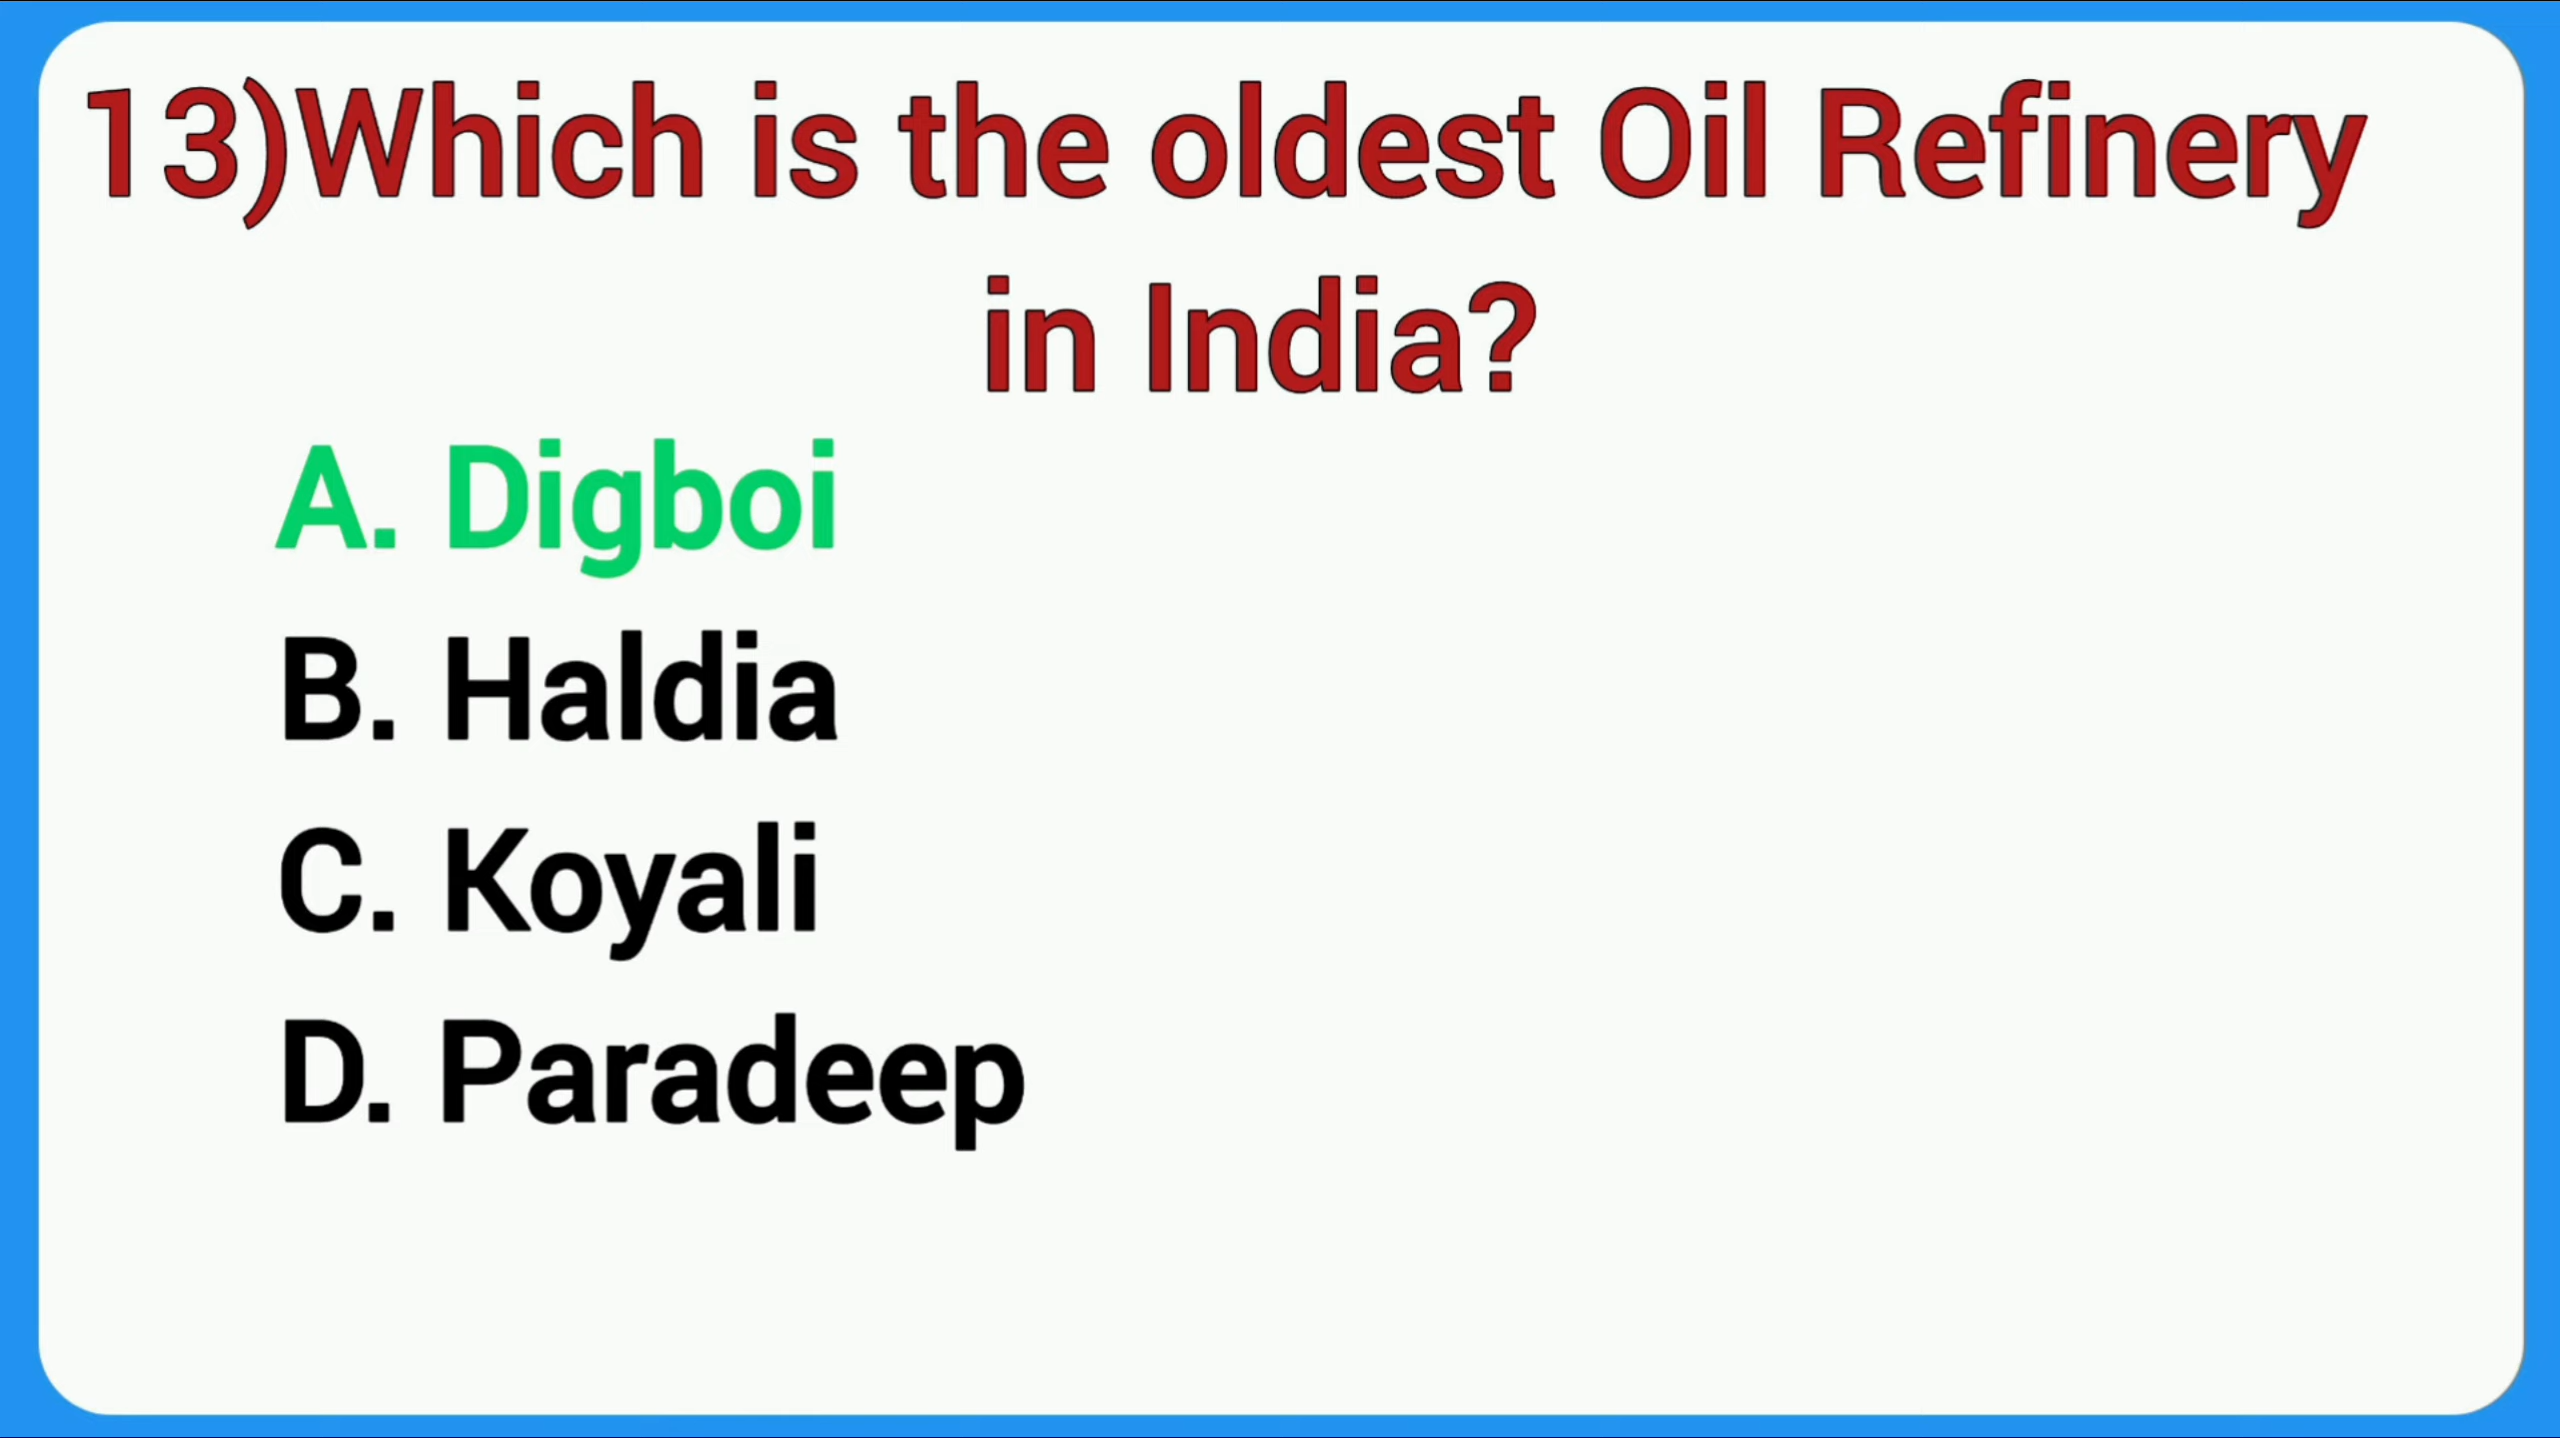 13)Which is the oldest Oil Refinery
in India?
A. Digboi
B. Haldia
C. Koyali
D. Paradeep